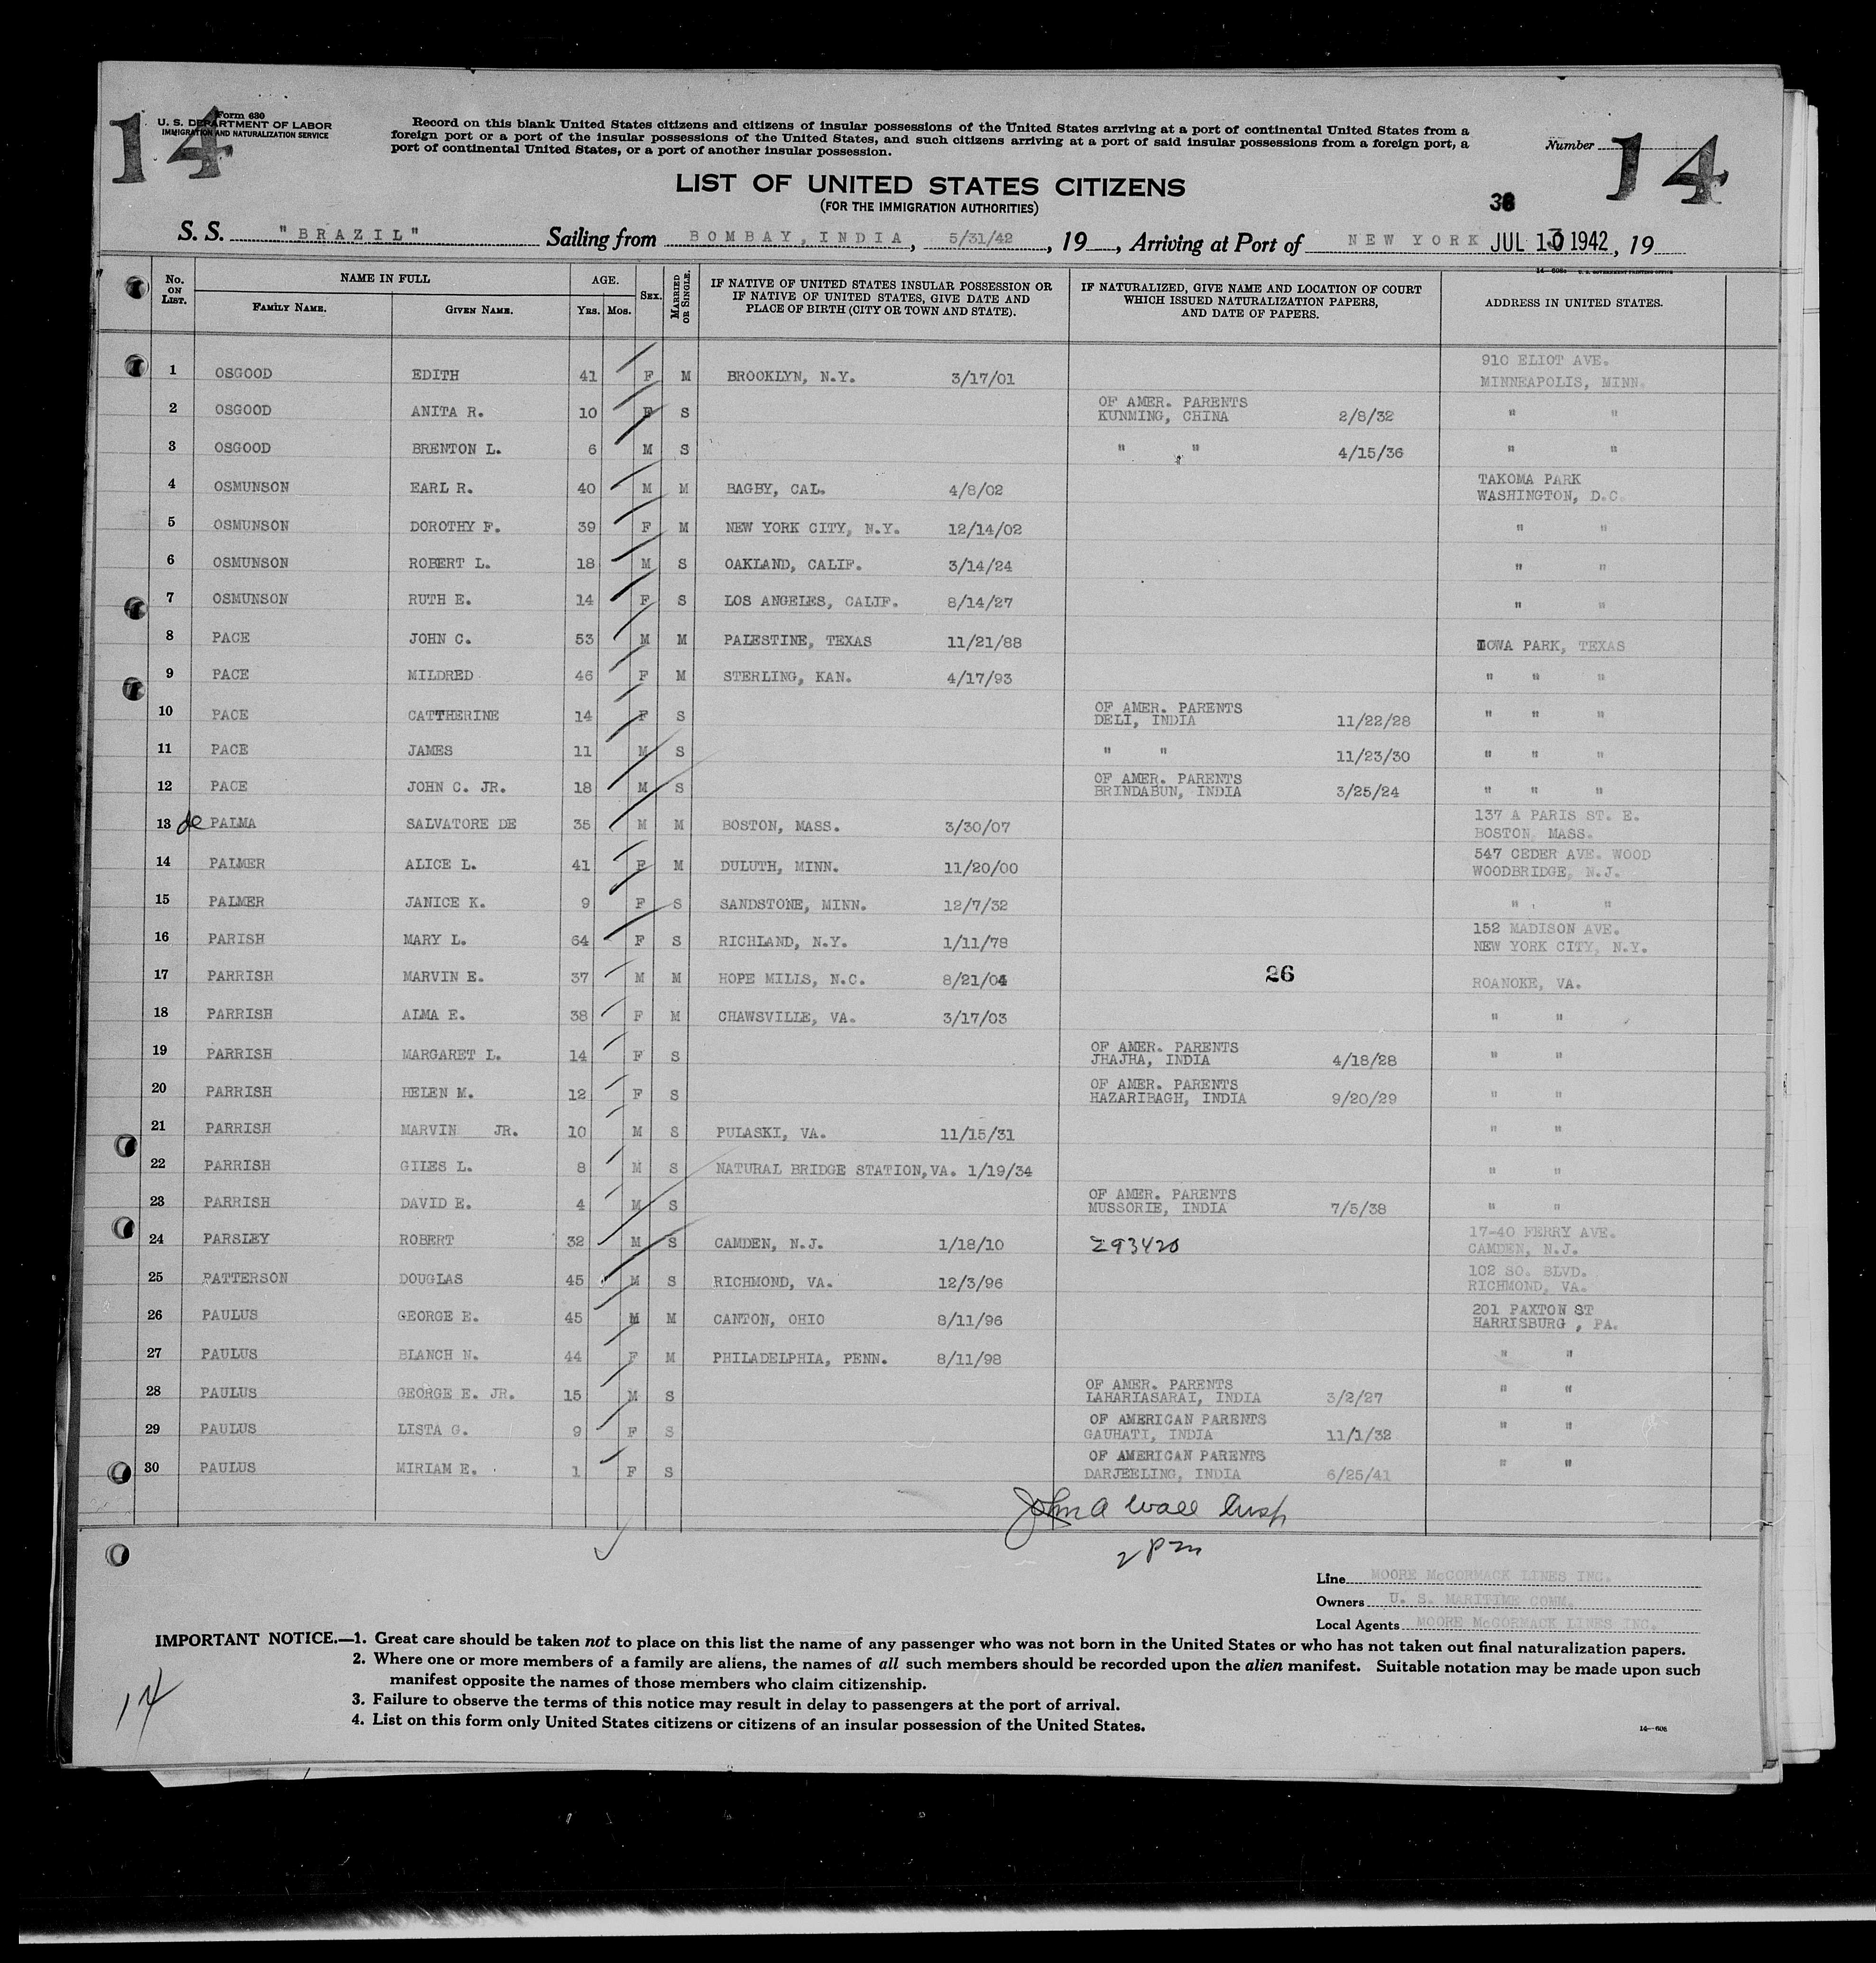 14
Form 630
U. S. DEPARTMENT OF LABOR
IMMIGRATION AND NATURALIZATION SERVICE
Record on this blank United States citizens and citizens of insular possessions of the United States arriving at a port of continental United States from a
foreign port or a port of the insular possessions of the United States, and such citizens arriving at a port of said insular possessions from a foreign port, a
port of continental United States, or a port of another insular possession.
Number 14
LIST OF UNITED STATES CITIZENS
(FOR THE IMMIGRATION AUTHORITIES)
S. S. "BRAZIL" Sailing from BOMBAY, INDIA, 5/31/42, 19, Arriving at Port of NEW YORK JUL 1942, 19
14—608a U. S. GOVERNMENT PRINTING OFFICE
No. ON LIST. NAME IN FULL FAMILY NAME. GIVEN NAME. AGE. YRS. MOS. SEX. MARRIED OR SINGLE. IF NATIVE OF UNITED STATES INSULAR POSSESSION OR IF NATIVE OF UNITED STATES, GIVE DATE AND PLACE OF BIRTH (CITY OR TOWN AND STATE). IF NATURALIZED, GIVE NAME AND LOCATION OF COURT WHICH ISSUED NATURALIZATION PAPERS, AND DATE OF PAPERS. ADDRESS IN UNITED STATES.
1 OSGOOD EDITH 41 F M BROOKLYN, N.Y. 3/17/01 910 ELIOT AVE. MINNEAPOLIS, MINN.
2 OSGOOD ANITA R. 10 F S OF AMER. PARENTS KUNMING, CHINA 2/8/32 " "
3 OSGOOD BRENTON L. 6 M S " " 4/15/36 " "
4 OSMUNSON EARL R. 40 M M BAGBY, CAL. 4/8/02 TAKOMA PARK WASHINGTON, D.C.
5 OSMUNSON DOROTHY F. 39 F M NEW YORK CITY, N.Y. 12/14/02 " "
6 OSMUNSON ROBERT L. 18 M S OAKLAND, CALIF. 3/14/24 " "
7 OSMUNSON RUTH E. 14 F S LOS ANGELES, CALIF. 8/14/27 " "
8 PACE JOHN C. 53 M M PALESTINE, TEXAS 11/21/88 IOWA PARK, TEXAS
9 PACE MILDRED 46 F M STERLING, KAN. 4/17/93 " " "
10 PACE CATTHERINE 14 F S OF AMER. PARENTS DELI, INDIA 11/22/28 " " "
11 PACE JAMES 11 M S " " 11/23/30 " " "
12 PACE JOHN C. JR. 18 M S OF AMER. PARENTS BRINDABUN, INDIA 3/25/24 " " "
13 de PALMA SALVATORE DE 35 M M BOSTON, MASS. 3/30/07 137 A PARIS ST. E. BOSTON, MASS.
14 PALMER ALICE L. 41 F M DULUTH, MINN. 11/20/00 547 CEDER AVE. WOOD WOODBRIDGE, N.J.
15 PALMER JANICE K. 9 F S SANDSTONE, MINN. 12/7/32 " "
16 PARISH MARY L. 64 F S RICHLAND, N.Y. 1/11/78 152 MADISON AVE. NEW YORK CITY, N.Y.
17 PARRISH MARVIN E. 37 M M HOPE MILLS, N.C. 8/21/04 26 ROANOKE, VA.
18 PARRISH ALMA E. 38 F M CHAWSVILLE, VA. 3/17/03 " "
19 PARRISH MARGARET L. 14 F S OF AMER. PARENTS JHAJHA, INDIA 4/18/28 " "
20 PARRISH HELEN M. 12 F S OF AMER. PARENTS HAZARIBAGH, INDIA 9/20/29 " "
21 PARRISH MARVIN JR. 10 M S PULASKI, VA. 11/15/31 " "
22 PARRISH GILES L. 8 M S NATURAL BRIDGE STATION, VA. 1/19/34 " "
23 PARRISH DAVID E. 4 M S OF AMER. PARENTS MUSSORIE, INDIA 7/5/38 " "
24 PARSLEY ROBERT 32 M S CAMDEN, N.J. 1/18/10 Z93420 17-40 FERRY AVE. CAMDEN, N.J.
25 PATTERSON DOUGLAS 45 M S RICHMOND, VA. 12/3/96 102 SO. BLVD. RICHMOND, VA.
26 PAULUS GEORGE E. 45 M M CANTON, OHIO 8/11/96 201 PAXTON ST HARRISBURG, PA.
27 PAULUS BLANCH N. 44 F M PHILADELPHIA, PENN. 8/11/98 " "
28 PAULUS GEORGE E. JR. 15 M S OF AMER. PARENTS LAHARIASARAI, INDIA 3/2/27 " "
29 PAULUS LISTA G. 9 F S OF AMERICAN PARENTS GAUHATI, INDIA 11/1/32 " "
30 PAULUS MIRIAM E. 1 F S OF AMERICAN PARENTS DARJEELING, INDIA 6/25/41 " "
John A Wall Insp
2 pm
Line MOORE McCORMACK LINES INC.
Owners U. S. MARITIME COMM.
Local Agents MOORE McCORMACK LINES INC.
IMPORTANT NOTICE.—1. Great care should be taken not to place on this list the name of any passenger who was not born in the United States or who has not taken out final naturalization papers.
2. Where one or more members of a family are aliens, the names of all such members should be recorded upon the alien manifest. Suitable notation may be made upon such
manifest opposite the names of those members who claim citizenship.
3. Failure to observe the terms of this notice may result in delay to passengers at the port of arrival.
4. List on this form only United States citizens or citizens of an insular possession of the United States.
14
14—608